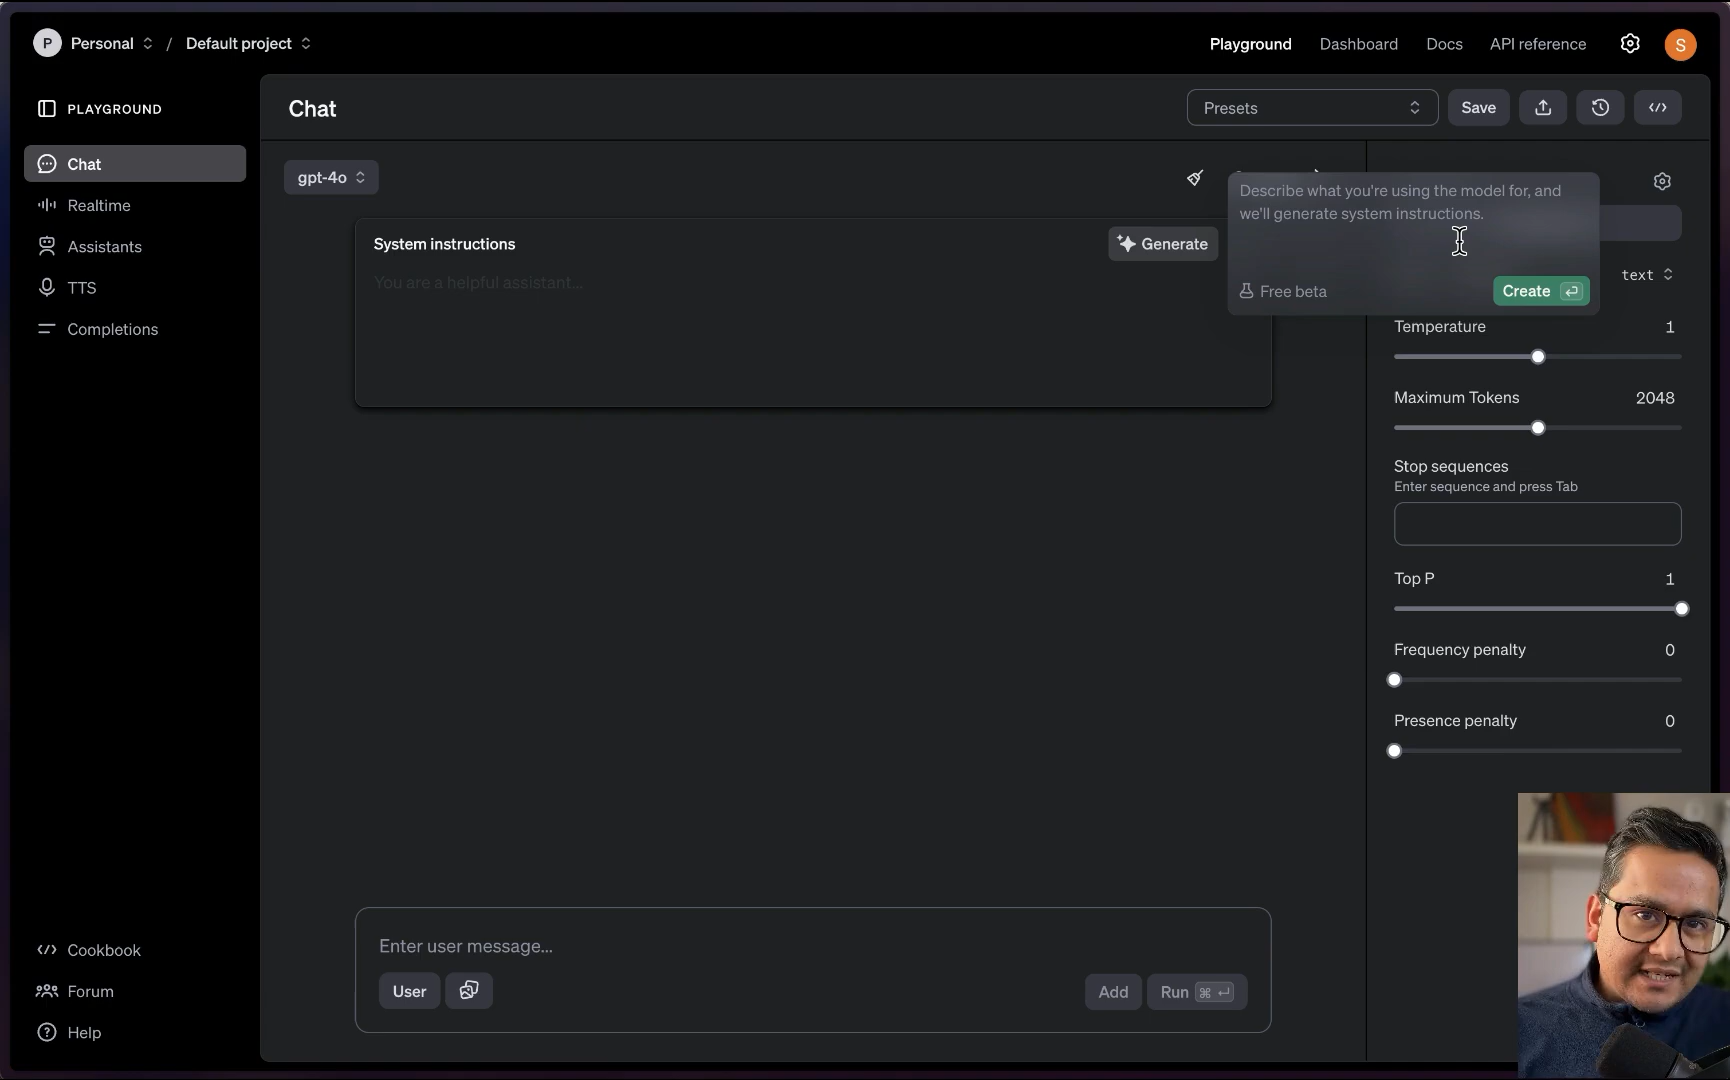 P Personal / Default project
Playground Dashboard Docs API reference S
PLAYGROUND
Chat
Realtime
Assistants
TTS
Completions
Cookbook
Forum
Help
Chat
Presets Save
gpt-4o
System instructions
Generate
You are a helpful assistant...
Describe what you're using the model for, and
we'll generate system instructions.
Free beta
Create
text
Temperature 1
Maximum Tokens 2048
Stop sequences
Enter sequence and press Tab
Top P 1
Frequency penalty 0
Presence penalty 0
Enter user message...
User
Add
Run ⌘ ↵